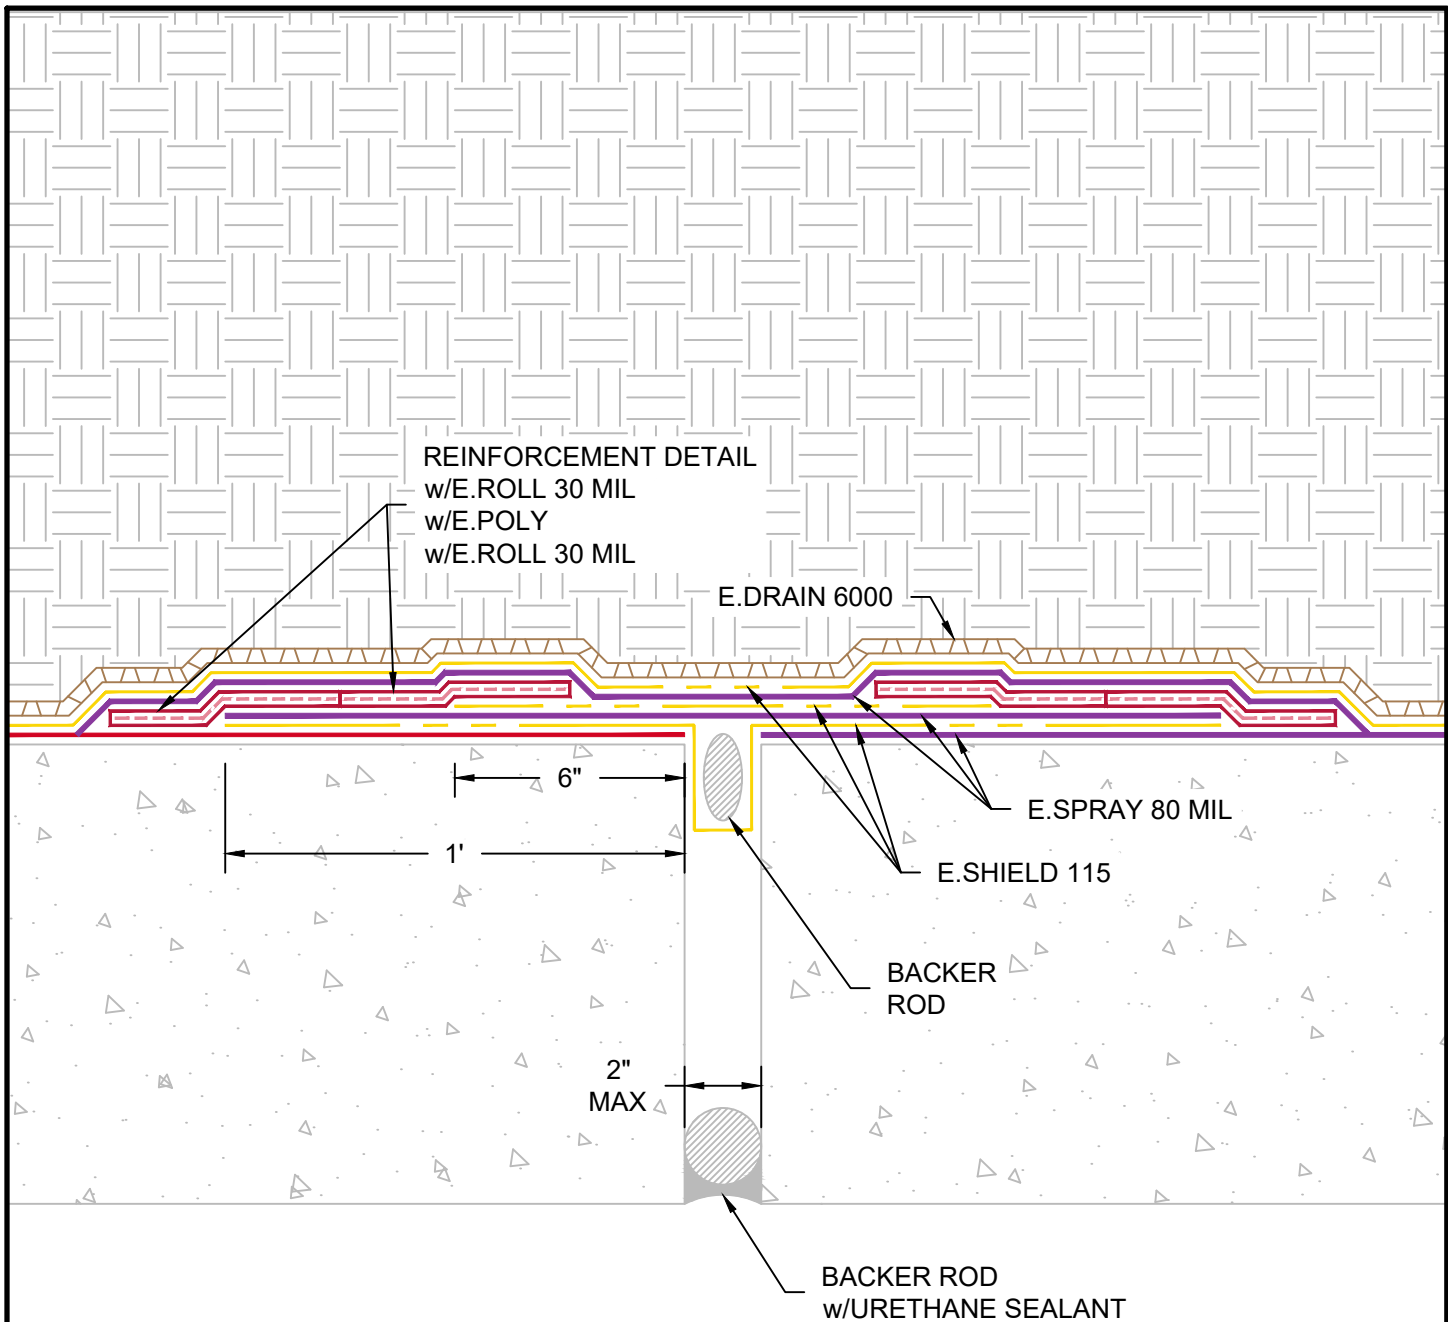 REINFORCEMENT DETAIL
w/E.ROLL 30 MIL
w/E.POLY
w/E.ROLL 30 MIL
E.DRAIN 6000
6"
E.SPRAY 80 MIL
1'
E.SHIELD 115
BACKER
ROD
2"
MAX
BACKER ROD
w/URETHANE SEALANT